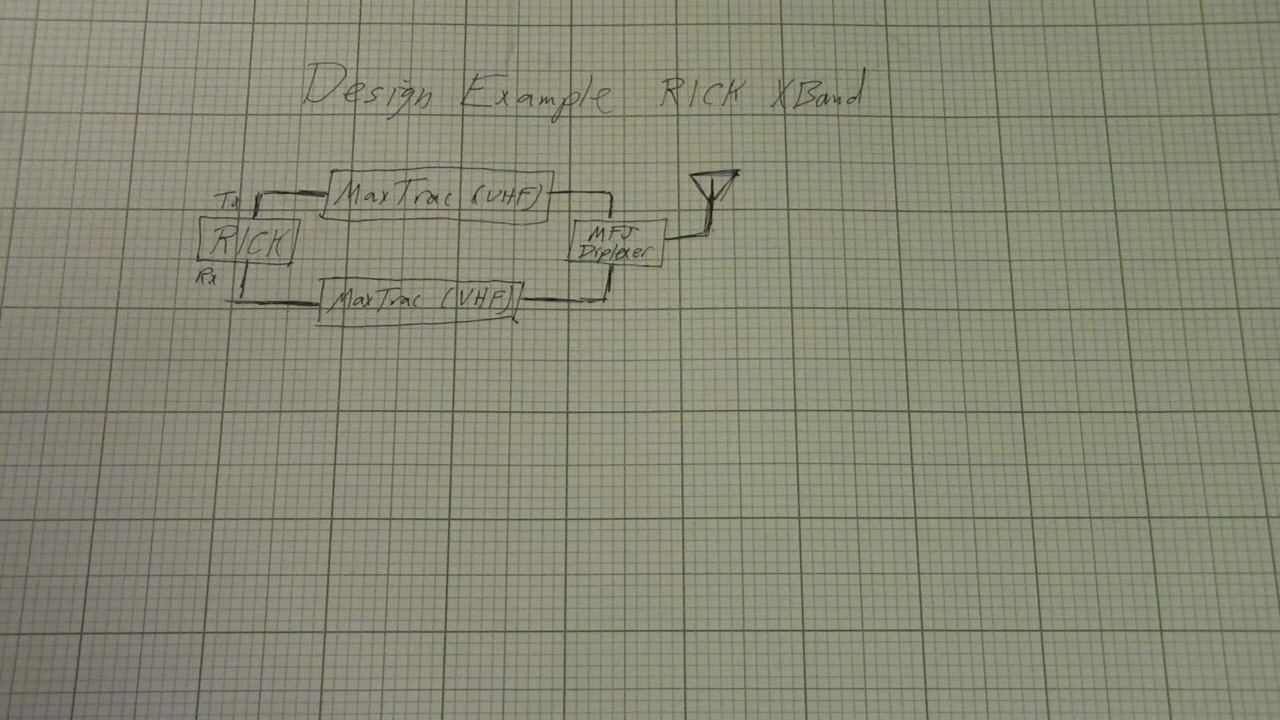 Design Example RICK XBand
Tx
MaxTrac (VHF)
RICK
MFJ
Diplexer
Rx
MaxTrac (VHF)